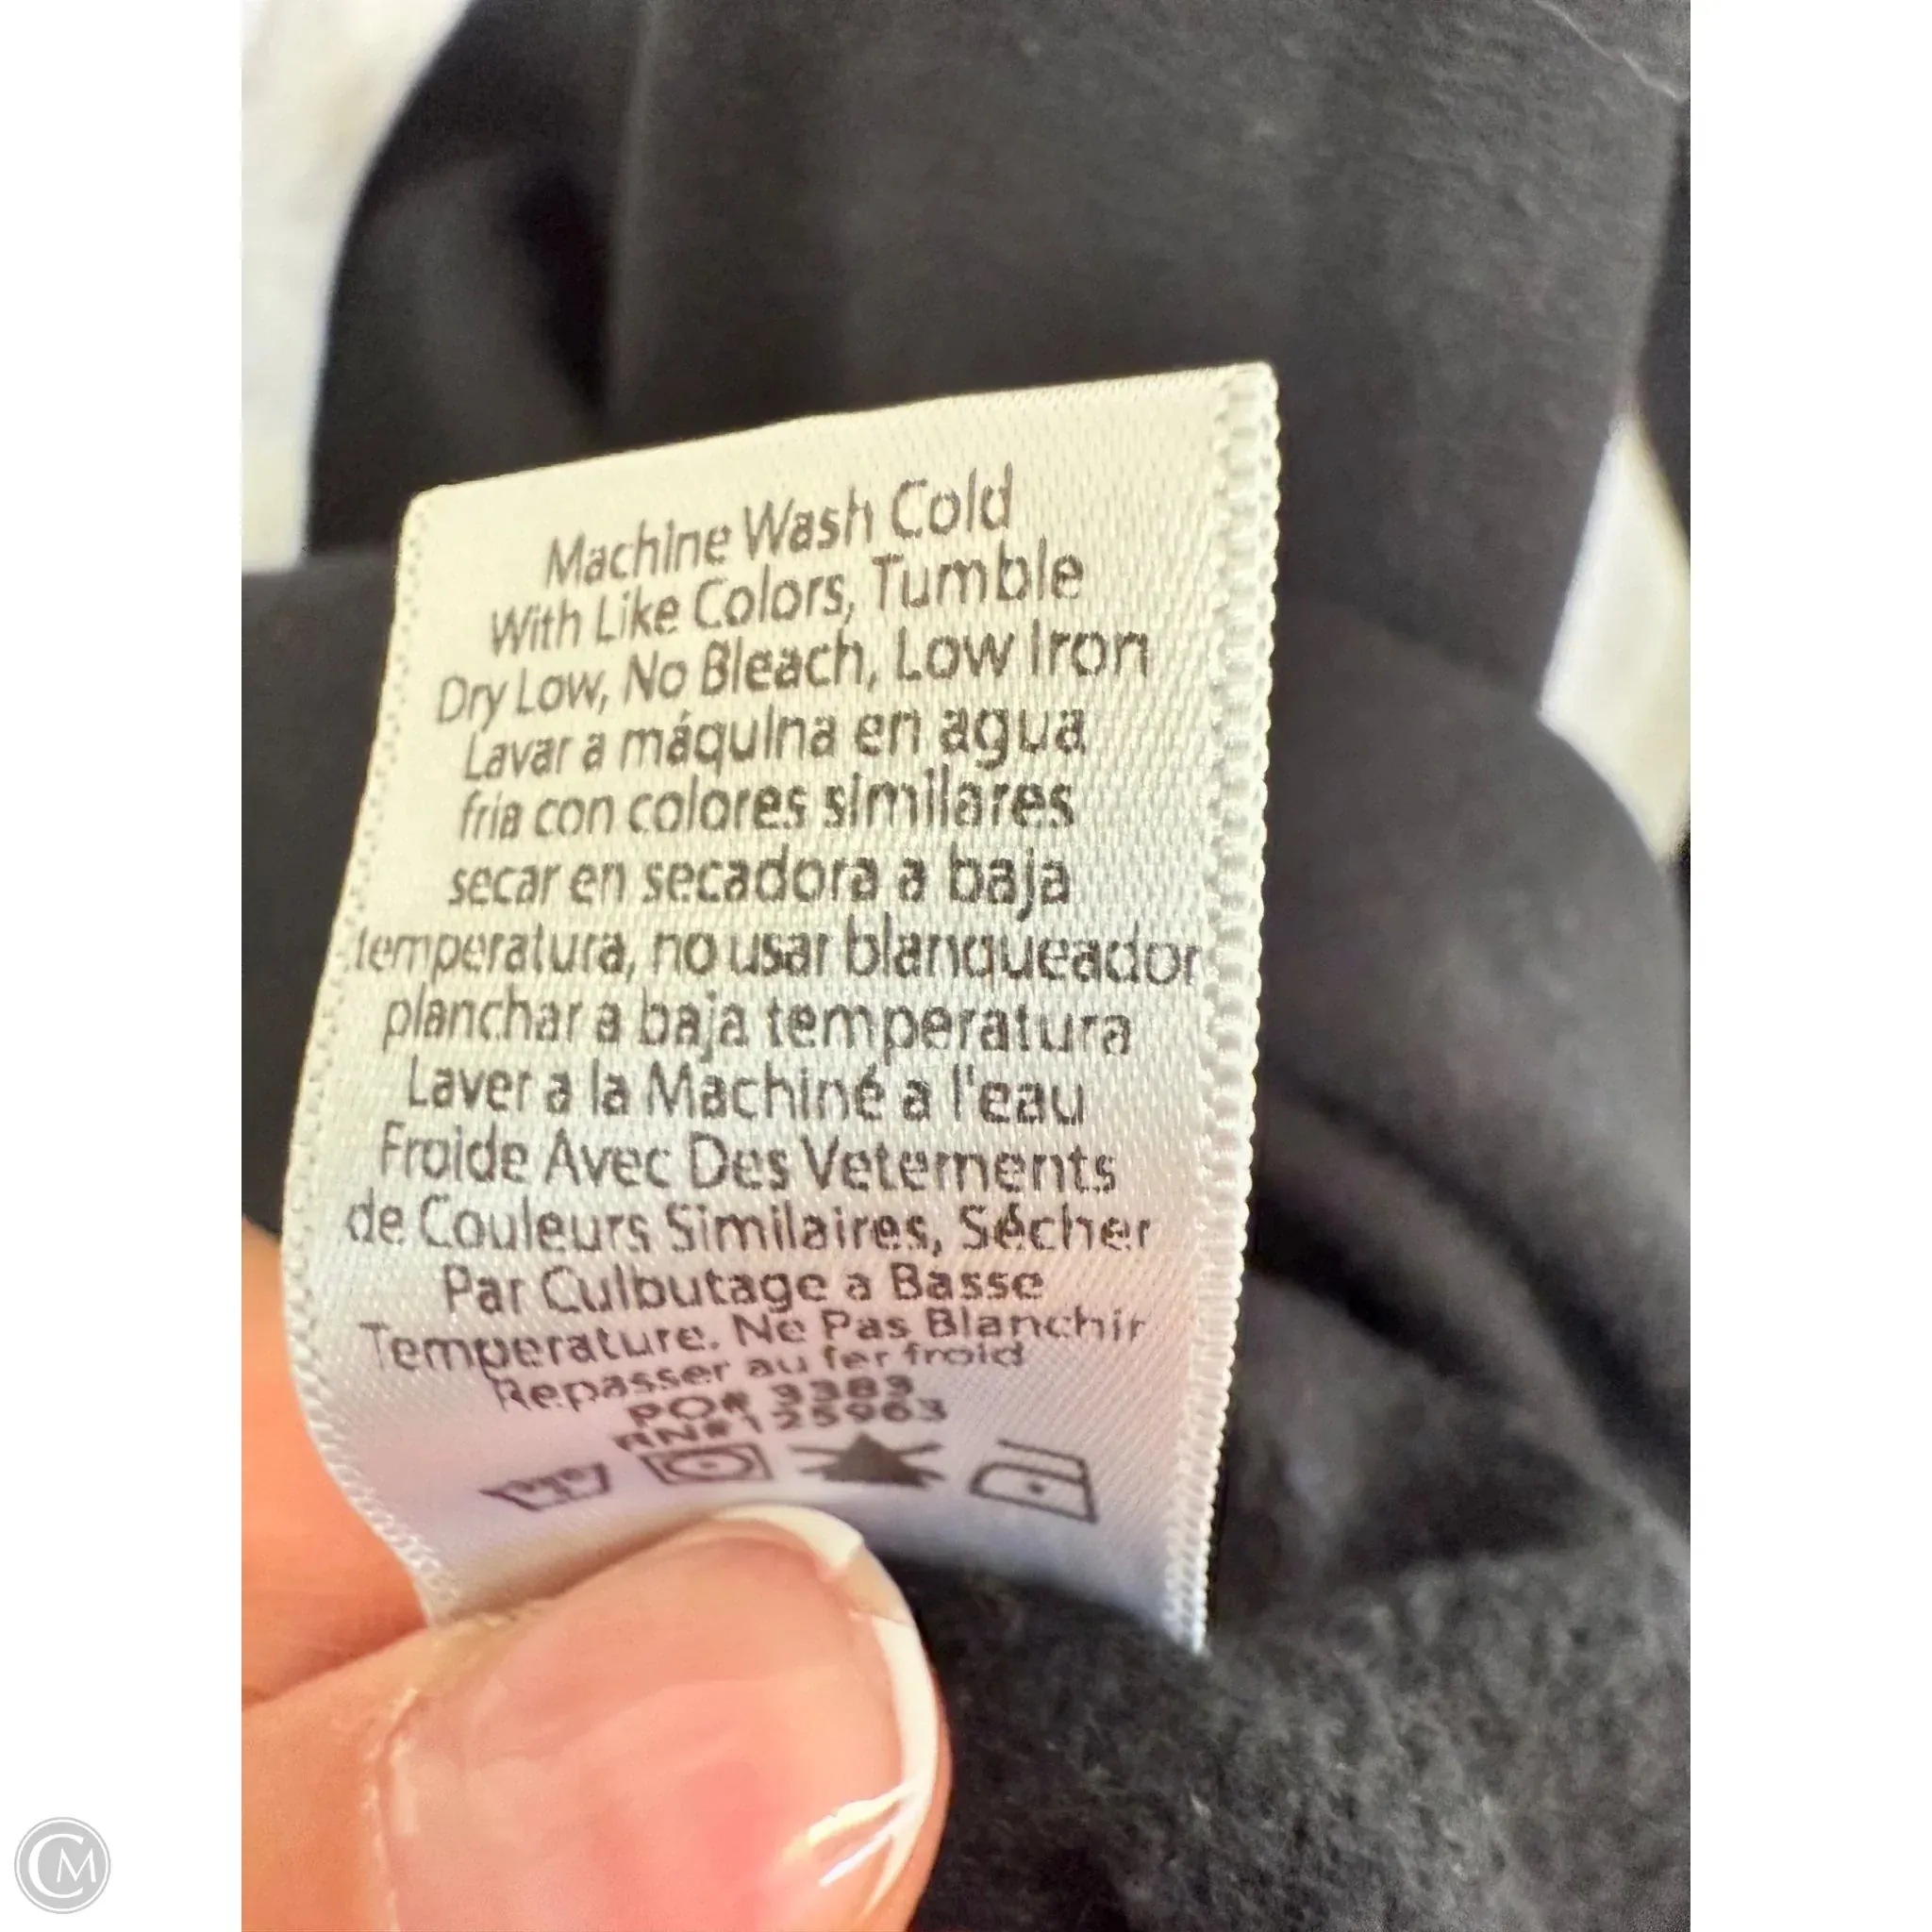 Machine Wash Cold
With Like Colors, Tumble
Dry Low, No Bleach, Low Iron
Lavar a máquina en agua
fria con colores similares
secar en secadora a baja
temperatura, no usar blanqueador
planchar a baja temperatura
Laver a la Machiné a l'eau
Froide Avec Des Vetements
de Couleurs Similaires, Sécher
Par Culbutage a Basse
Temperature. Ne Pas Blanchir
Repasser au fer froid
PO# 3383
RN#125963
CM